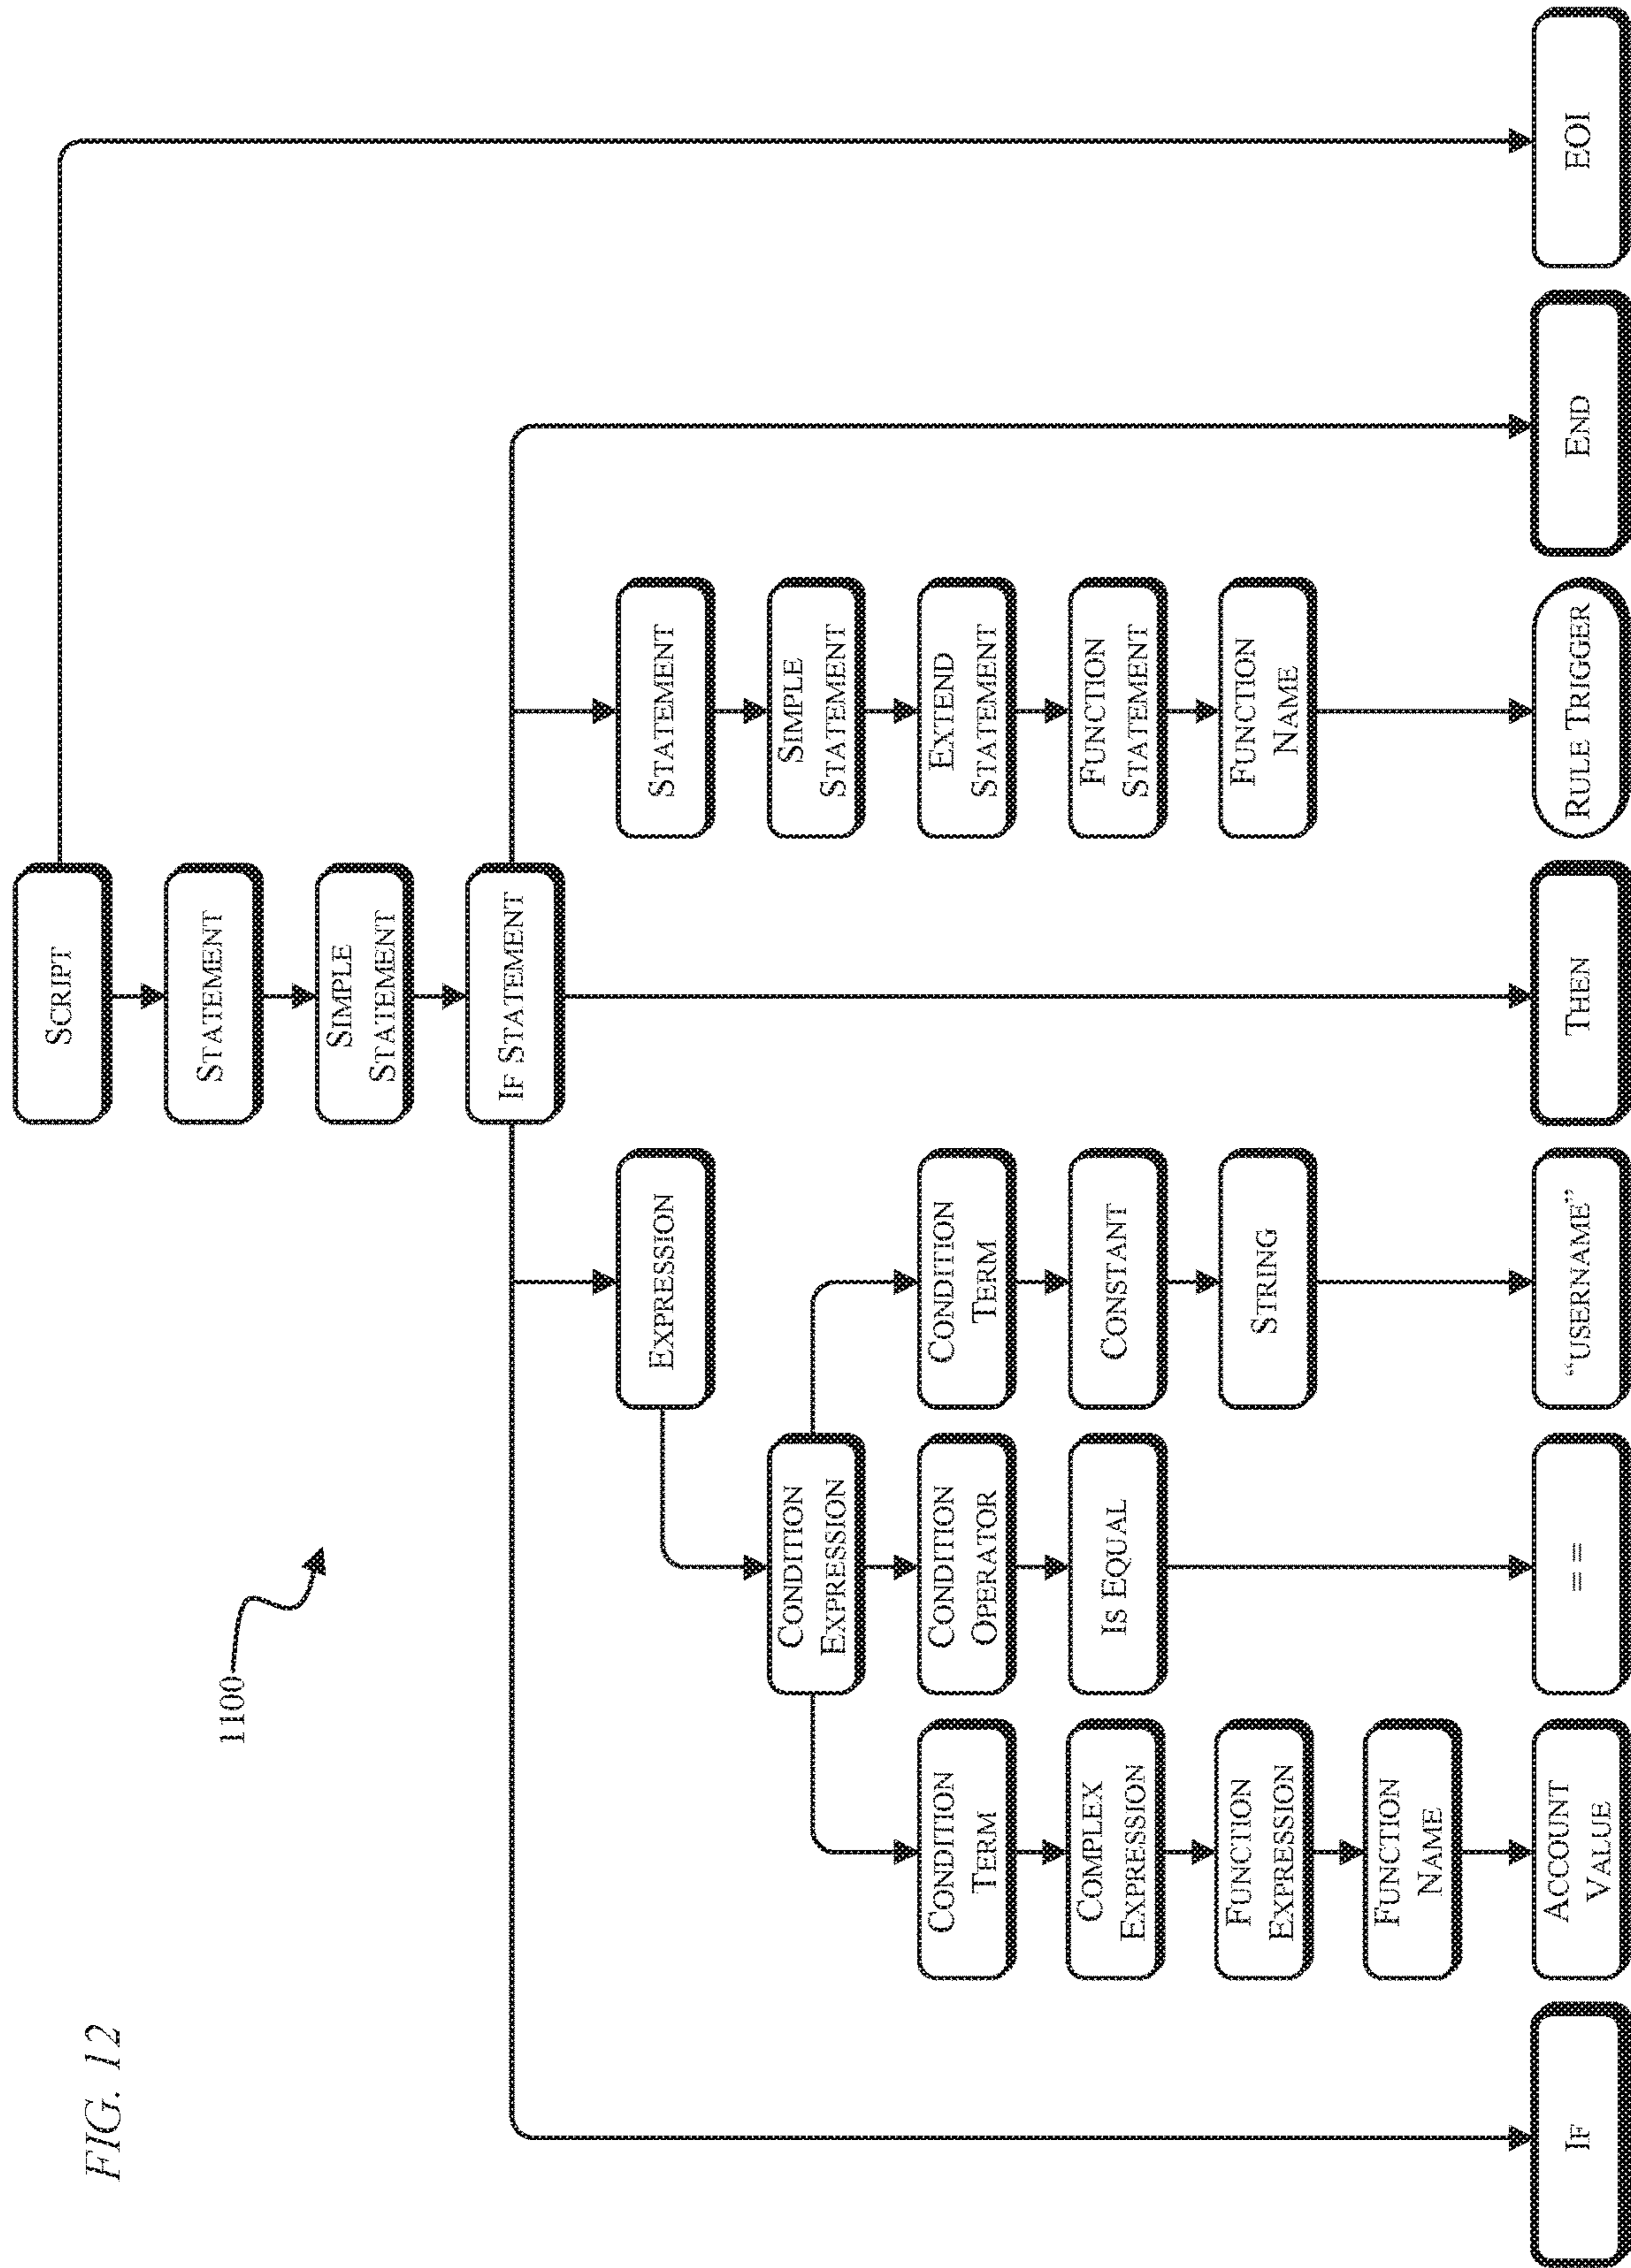 FIG. 12
1100
SCRIPT
STATEMENT
SIMPLE
STATEMENT
IF STATEMENT
EXPRESSION
STATEMENT
CONDITION
EXPRESSION
SIMPLE
STATEMENT
CONDITION
TERM
CONDITION
OPERATOR
CONDITION
TERM
EXTEND
STATEMENT
COMPLEX
EXPRESSION
IS EQUAL
CONSTANT
FUNCTION
STATEMENT
FUNCTION
EXPRESSION
STRING
FUNCTION
NAME
FUNCTION
NAME
IF
ACCOUNT
VALUE
= =
“USERNAME”
THEN
RULE TRIGGER
END
EOI